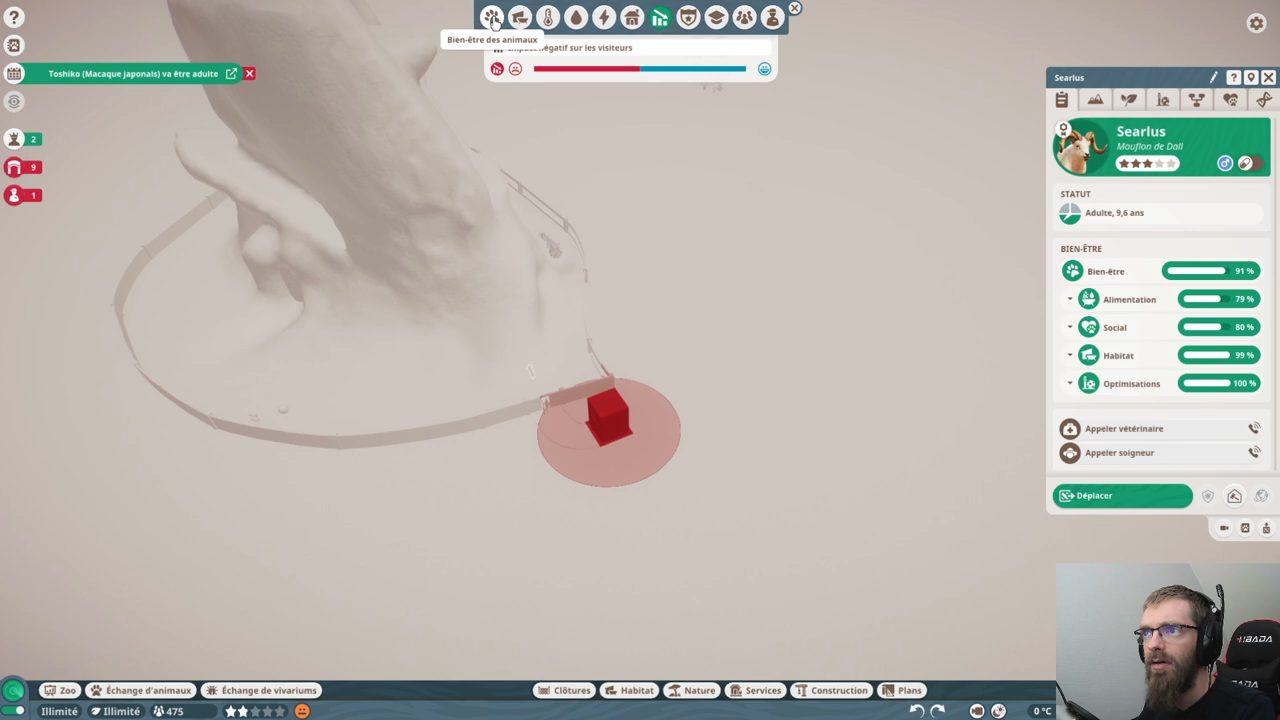 Bien-être des animaux
négatif sur les visiteurs
Toshiko (Macaque japonais) va être adulte
2
9
1
Searlus
Searlus
Mouflon de Dall
STATUT
Adulte, 9,6 ans
BIEN-ÊTRE
Bien-être 91 %
Alimentation 79 %
Social 80 %
Habitat 99 %
Optimisations 100 %
Appeler vétérinaire
Appeler soigneur
Déplacer
BADA
Zoo Échange d'animaux Échange de vivariums Clôtures Habitat Nature Services Construction Plans
Illimité Illimité 475 0 °C